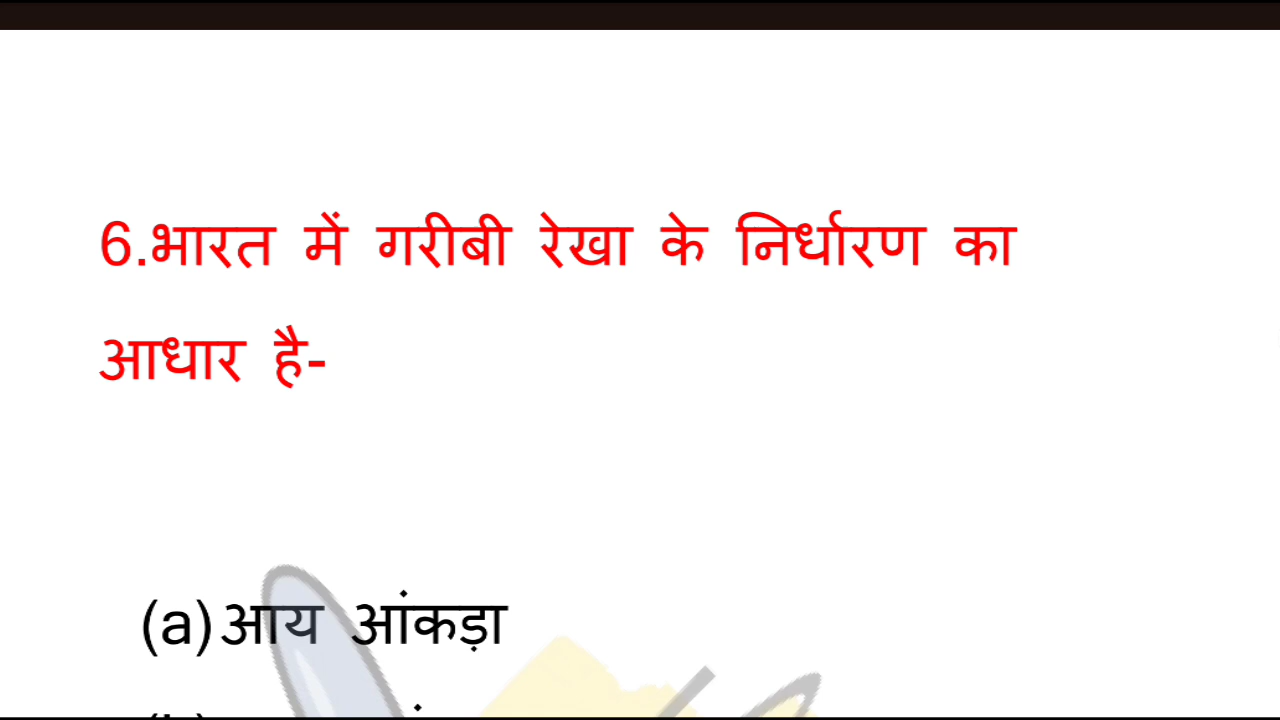 6.भारत में गरीबी रेखा के निर्धारण का
आधार है-
(a)आय आंकड़ा